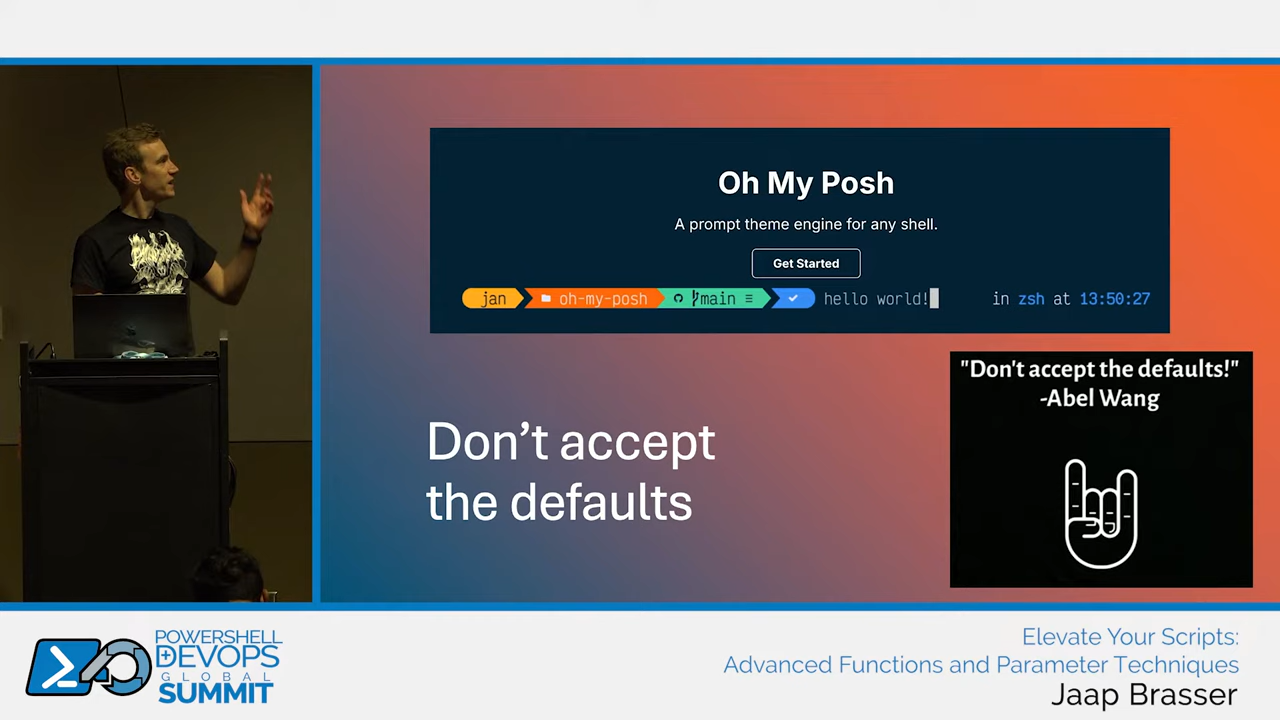 Oh My Posh
A prompt theme engine for any shell.
Get Started
jan oh-my-posh main ≡ hello world! in zsh at 13:50:27
"Don't accept the defaults!"
-Abel Wang
Don’t accept
the defaults
POWERSHELL
+DEVOPS
GLOBAL
SUMMIT
Elevate Your Scripts:
Advanced Functions and Parameter Techniques
Jaap Brasser